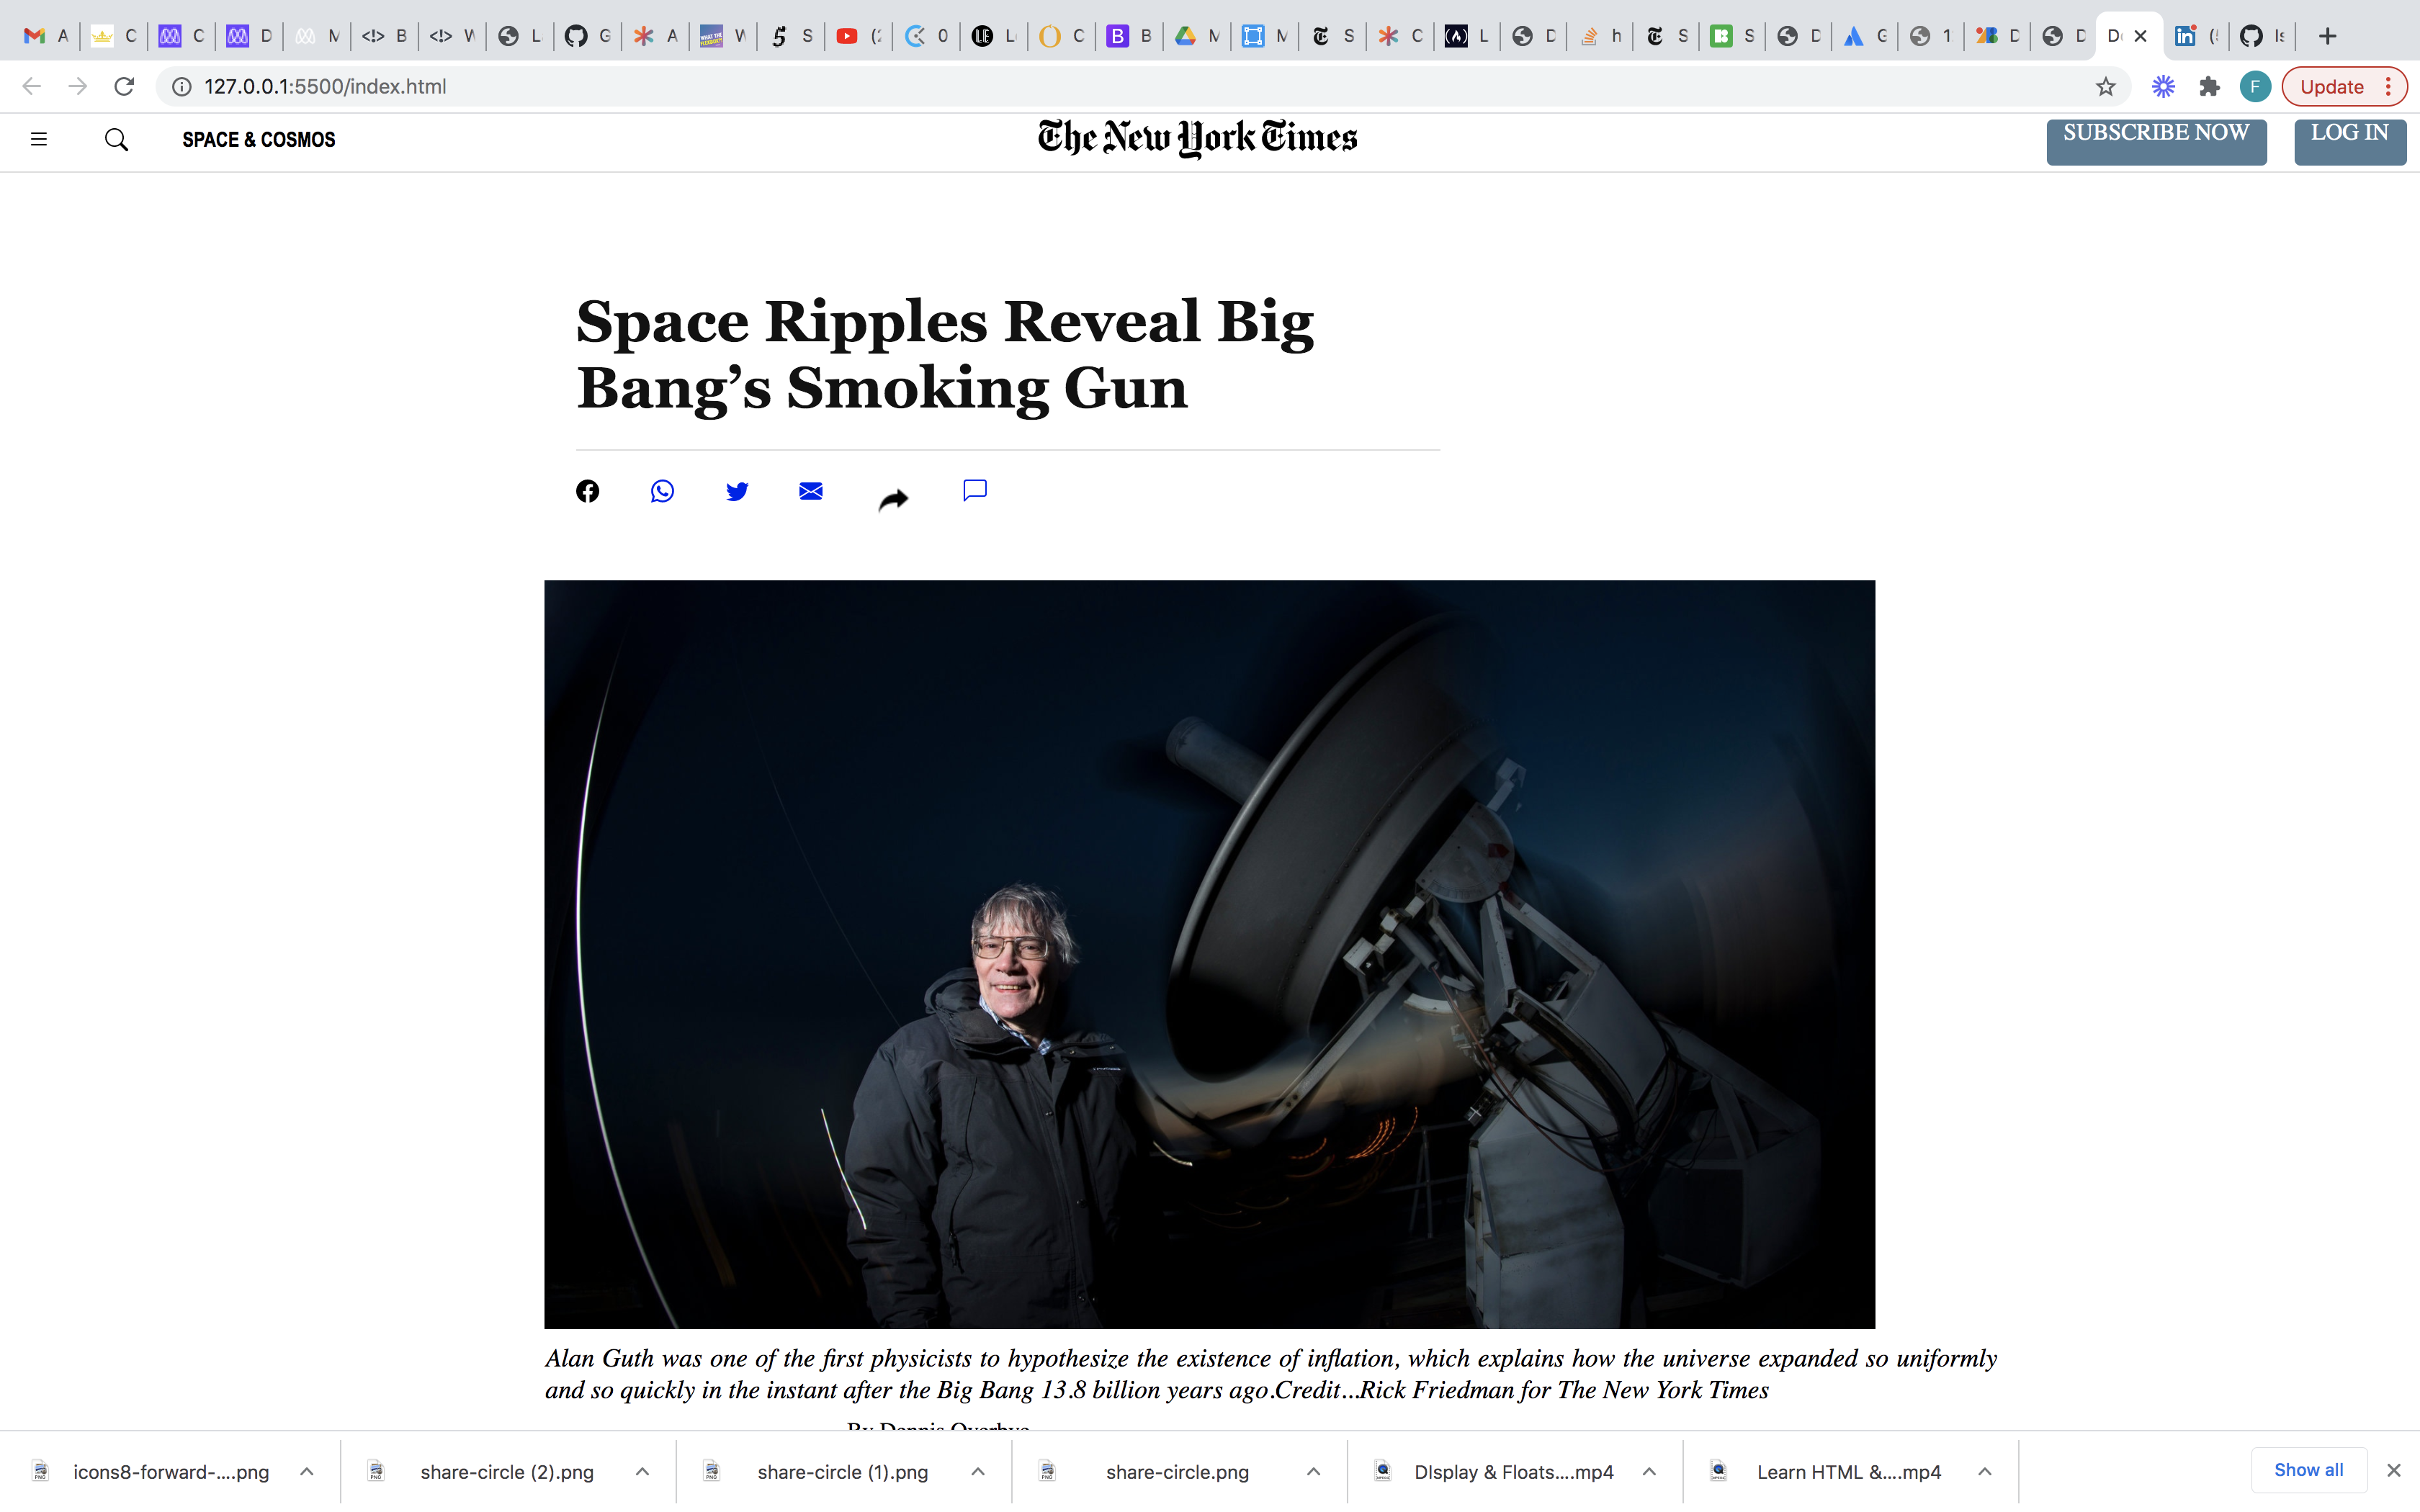 A C C D M B W L G A W S ( 0 L C B M M S C L D h S S D G 1 D D D ( Is
127.0.0.1:5500/index.html
Update
SPACE & COSMOS
The New York Times
SUBSCRIBE NOW
LOG IN
Space Ripples Reveal Big
Bang’s Smoking Gun
Alan Guth was one of the first physicists to hypothesize the existence of inflation, which explains how the universe expanded so uniformly
and so quickly in the instant after the Big Bang 13.8 billion years ago.Credit...Rick Friedman for The New York Times
By Dennis Overbye
icons8-forward-....png
share-circle (2).png
share-circle (1).png
share-circle.png
DIsplay & Floats....mp4
Learn HTML &....mp4
Show all